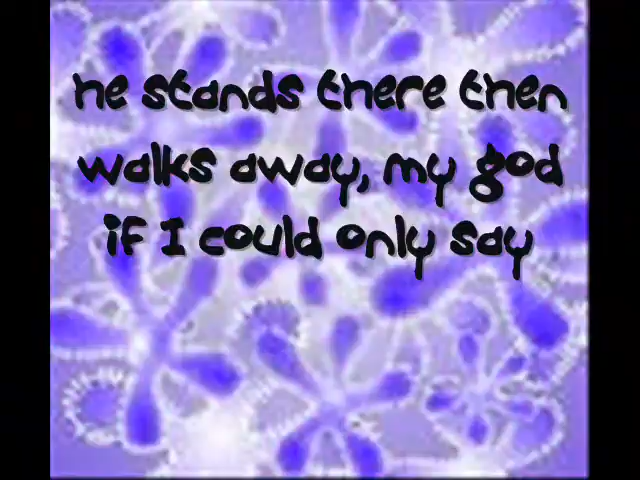 he stands there then
walks away, my god
if I could only say